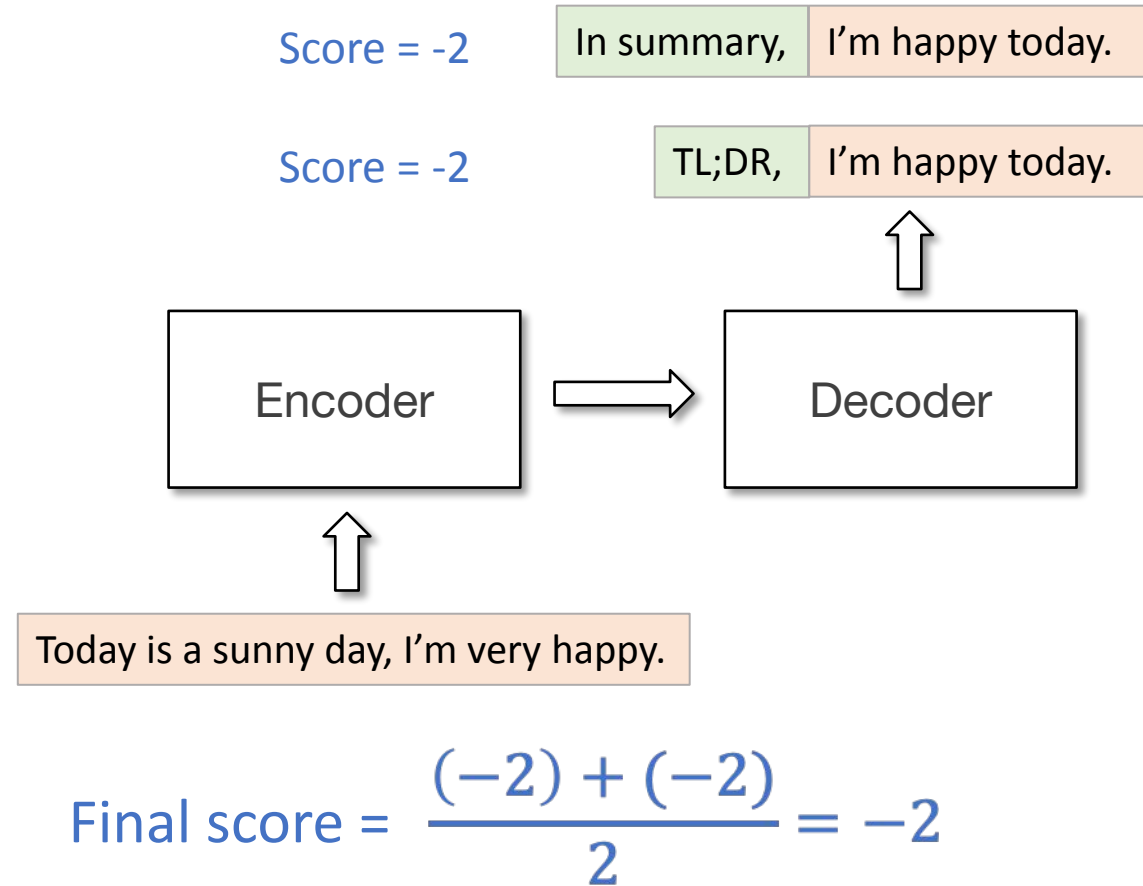 Score = -2 In summary, I’m happy today.
Score = -2 TL;DR, I’m happy today.
Encoder Decoder
Today is a sunny day, I’m very happy.
Final score = \frac{(−2) + (−2)}{2} = −2